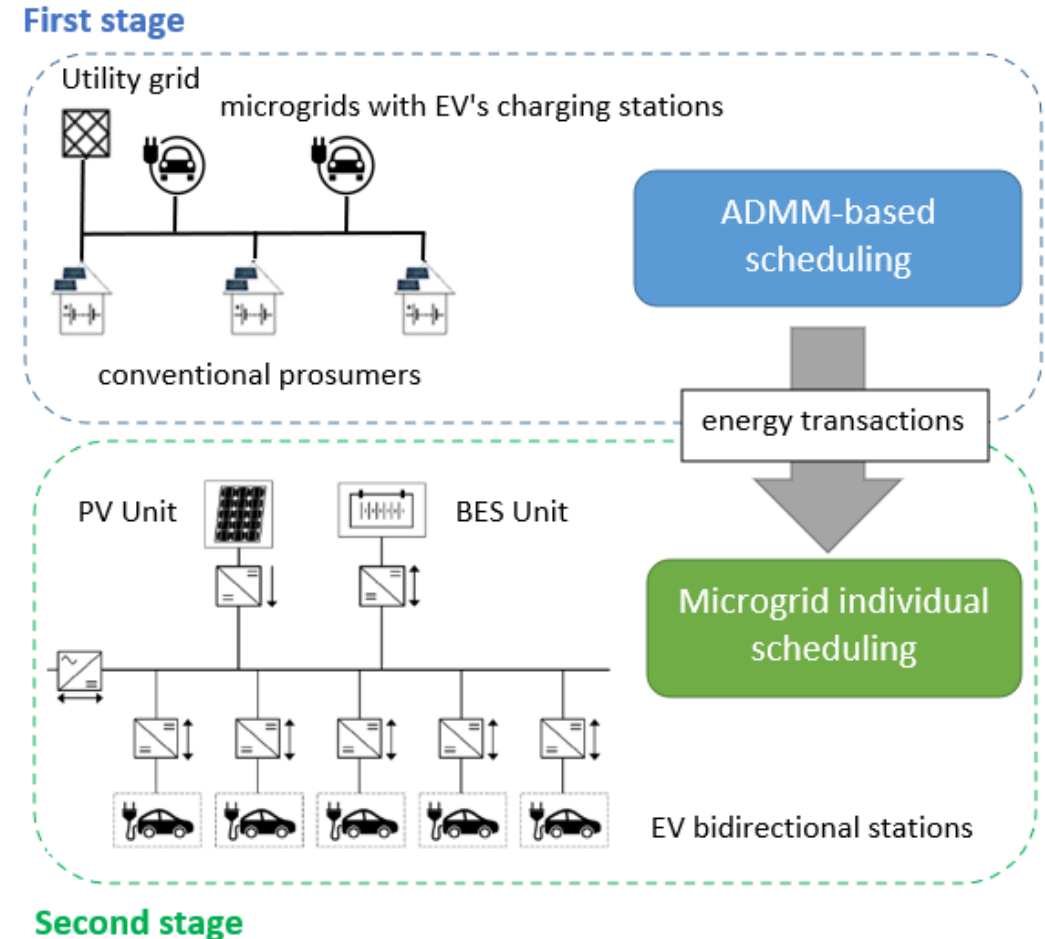 First stage
Utility grid
microgrids with EV's charging stations
ADMM-based
scheduling
conventional prosumers
energy transactions
PV Unit
BES Unit
Microgrid individual
scheduling
EV bidirectional stations
Second stage